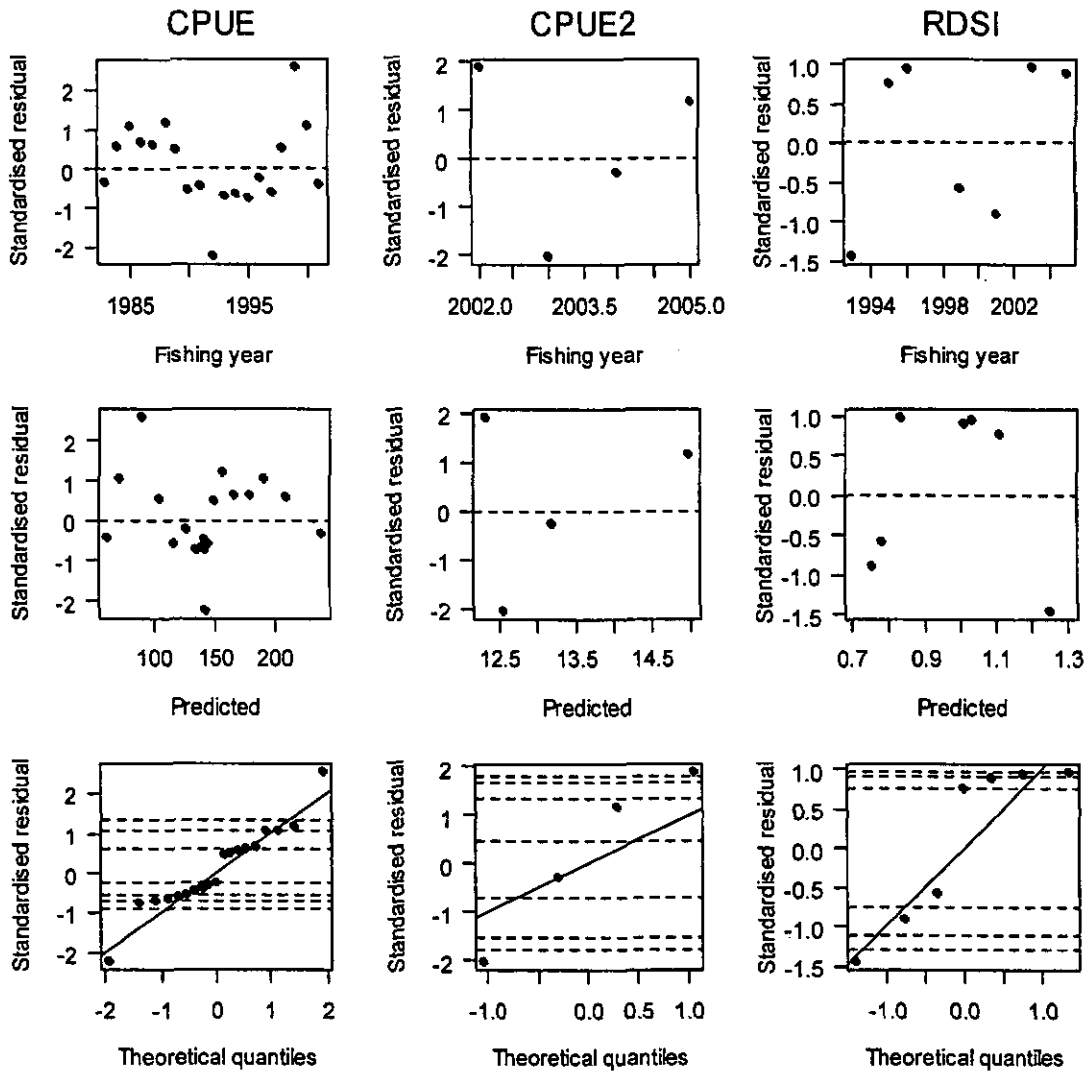 CPUE CPUE2 RDSI
Standardised residual
2
1
0
-1
-2
1985 1995
Fishing year
Standardised residual
2
1
0
-1
-2
2002.0 2003.5 2005.0
Fishing year
Standardised residual
1.0
0.5
0.0
-0.5
-1.0
-1.5
1994 1998 2002
Fishing year
Standardised residual
2
1
0
-1
-2
100 150 200
Predicted
Standardised residual
2
1
0
-1
-2
12.5 13.5 14.5
Predicted
Standardised residual
1.0
0.5
0.0
-0.5
-1.0
-1.5
0.7 0.9 1.1 1.3
Predicted
Standardised residual
2
1
0
-1
-2
-2 -1 0 1 2
Theoretical quantiles
Standardised residual
2
1
0
-1
-2
-1.0 0.0 1.0
Theoretical quantiles
Standardised residual
1.0
0.5
0.0
-0.5
-1.0
-1.5
-1.0 0.0 1.0
Theoretical quantiles